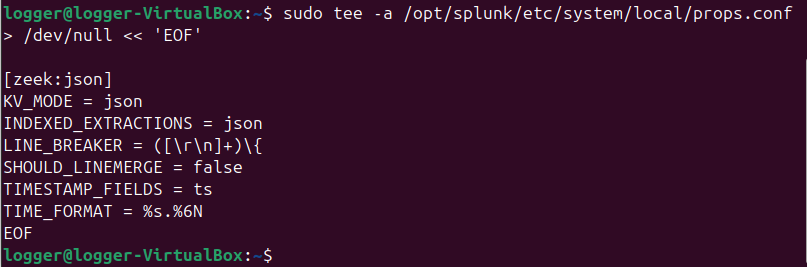 logger@logger-VirtualBox:~$ sudo tee -a /opt/splunk/etc/system/local/props.conf
> /dev/null << 'EOF'

[zeek:json]
KV_MODE = json
INDEXED_EXTRACTIONS = json
LINE_BREAKER = ([\r\n]+)\{
SHOULD_LINEMERGE = false
TIMESTAMP_FIELDS = ts
TIME_FORMAT = %s.%6N
EOF
logger@logger-VirtualBox:~$